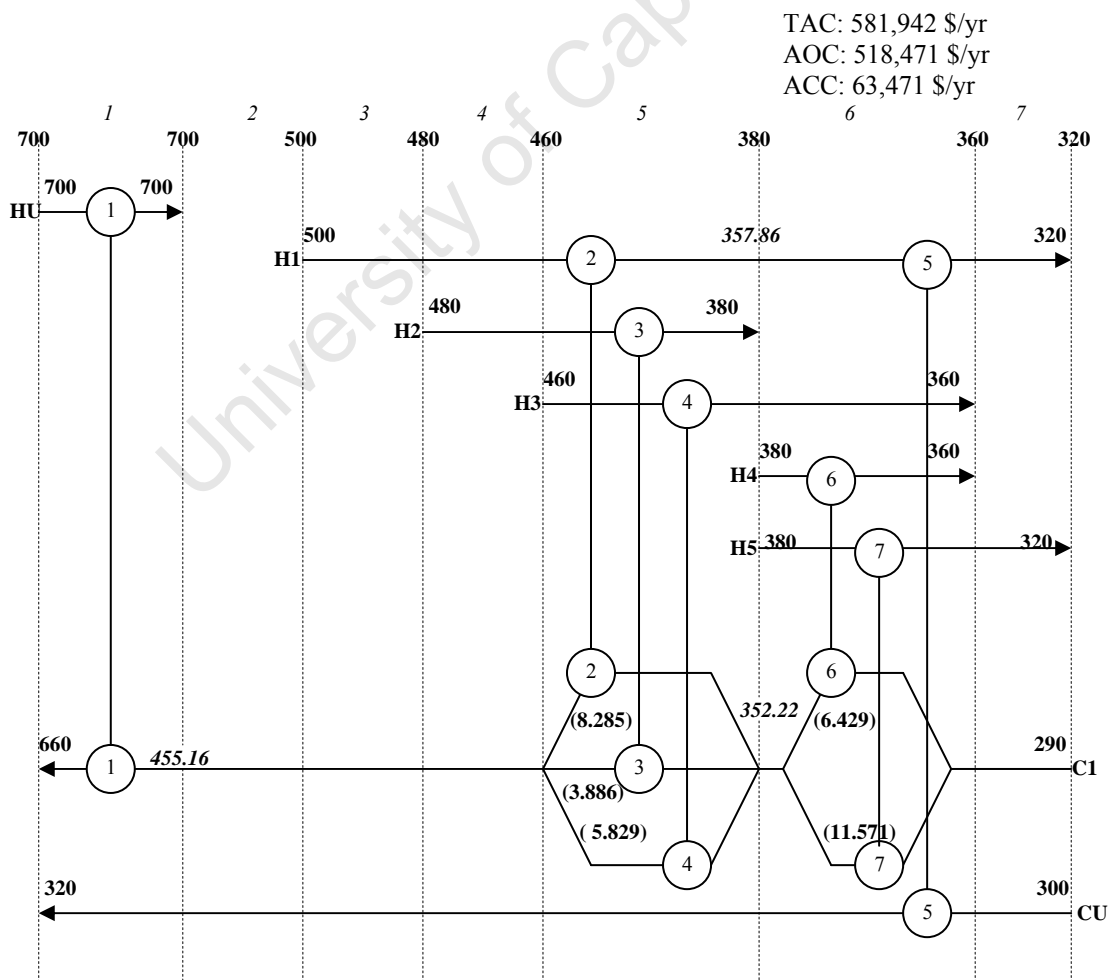 TAC: 581,942 $/yr
AOC: 518,471 $/yr
ACC: 63,471 $/yr
1 2 3 4 5 6 7
700 700 500 480 460 380 360 320
700 700
HU 1
500 357.86 320
H1 2 5
480 380
H2 3
460 360
H3 4
380 360
H4 6
H5 380 7 320
2 6
(8.285) 352.22 (6.429)
660 455.16 290
1 3 C1
(3.886)
( 5.829) (11.571)
4 7
320 300
5 CU
University of Cap